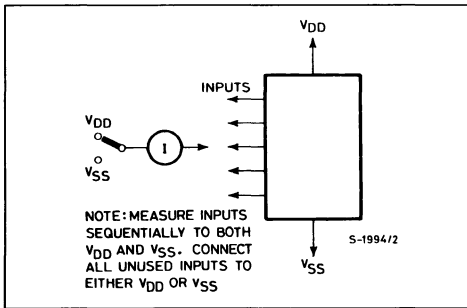 VDD
INPUTS
VDD
I
VSS
NOTE: MEASURE INPUTS
SEQUENTIALLY TO BOTH
VDD AND VSS. CONNECT
ALL UNUSED INPUTS TO
EITHER VDD OR VSS
S-1994/2
VSS